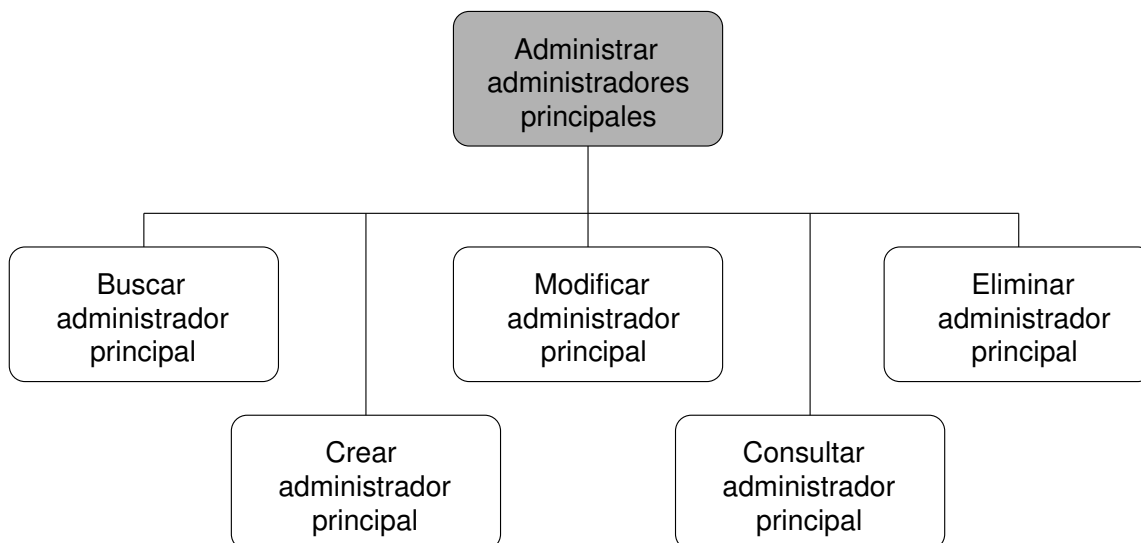 Administrar
administradores
principales
Buscar
administrador
principal
Modificar
administrador
principal
Eliminar
administrador
principal
Crear
administrador
principal
Consultar
administrador
principal